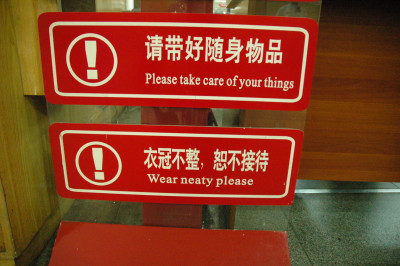 请带好随身物品
Please take care of your things
衣冠不整，恕不接待
Wear neaty please